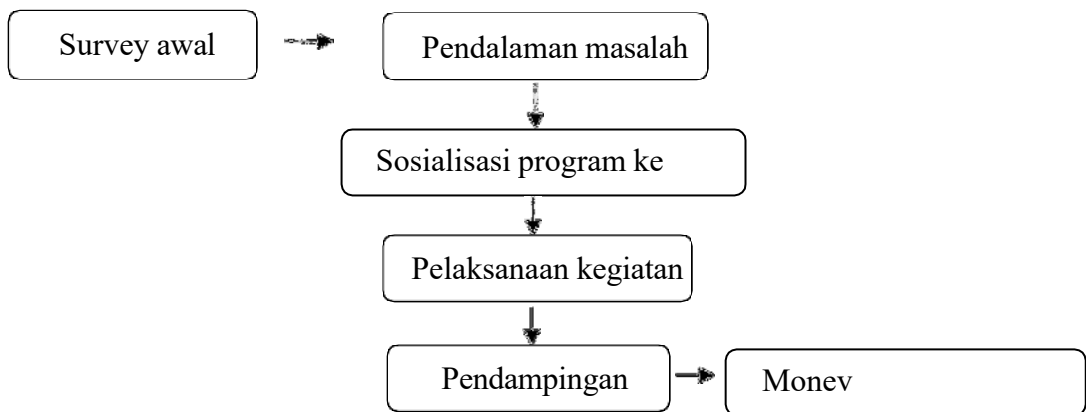 Survey awal
Pendalaman masalah
Sosialisasi program ke
Pelaksanaan kegiatan
Pendampingan
Monev